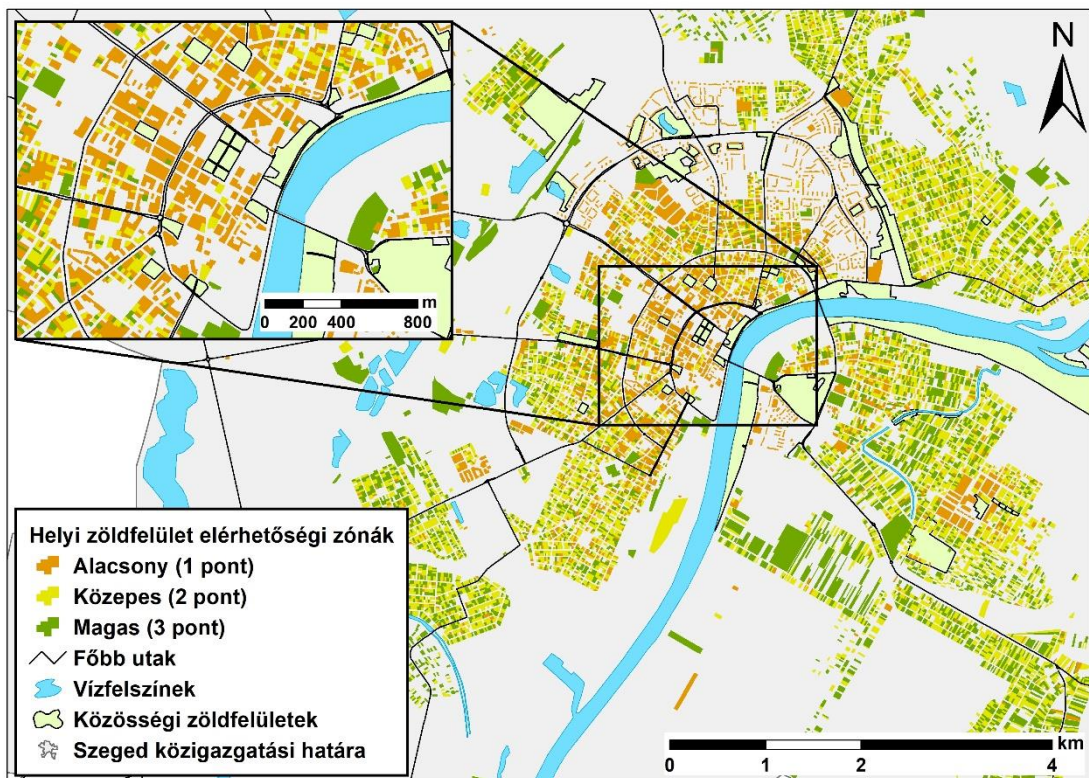 N
m
0 200 400 800
Helyi zöldfelület elérhetőségi zónák
Alacsony (1 pont)
Közepes (2 pont)
Magas (3 pont)
Főbb utak
Vízfelszínek
Közösségi zöldfelületek
Szeged közigazgatási határa
km
0 1 2 4